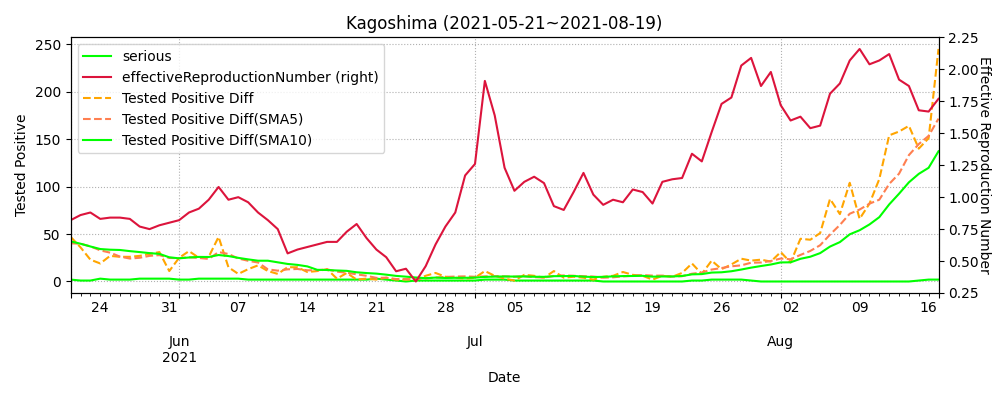 Kagoshima (2021-05-21~2021-08-19)
serious
effectiveReproductionNumber (right)
Tested Positive Diff
Tested Positive Diff(SMA5)
Tested Positive Diff(SMA10)
Tested Positive
250
200
150
100
50
0
2.25
2.00
1.75
1.50
1.25
1.00
0.75
0.50
0.25
Effective Reproduction Number
24 31 07 14 21 28 05 12 19 26 02 09 16
Jun Jul Aug
2021
Date